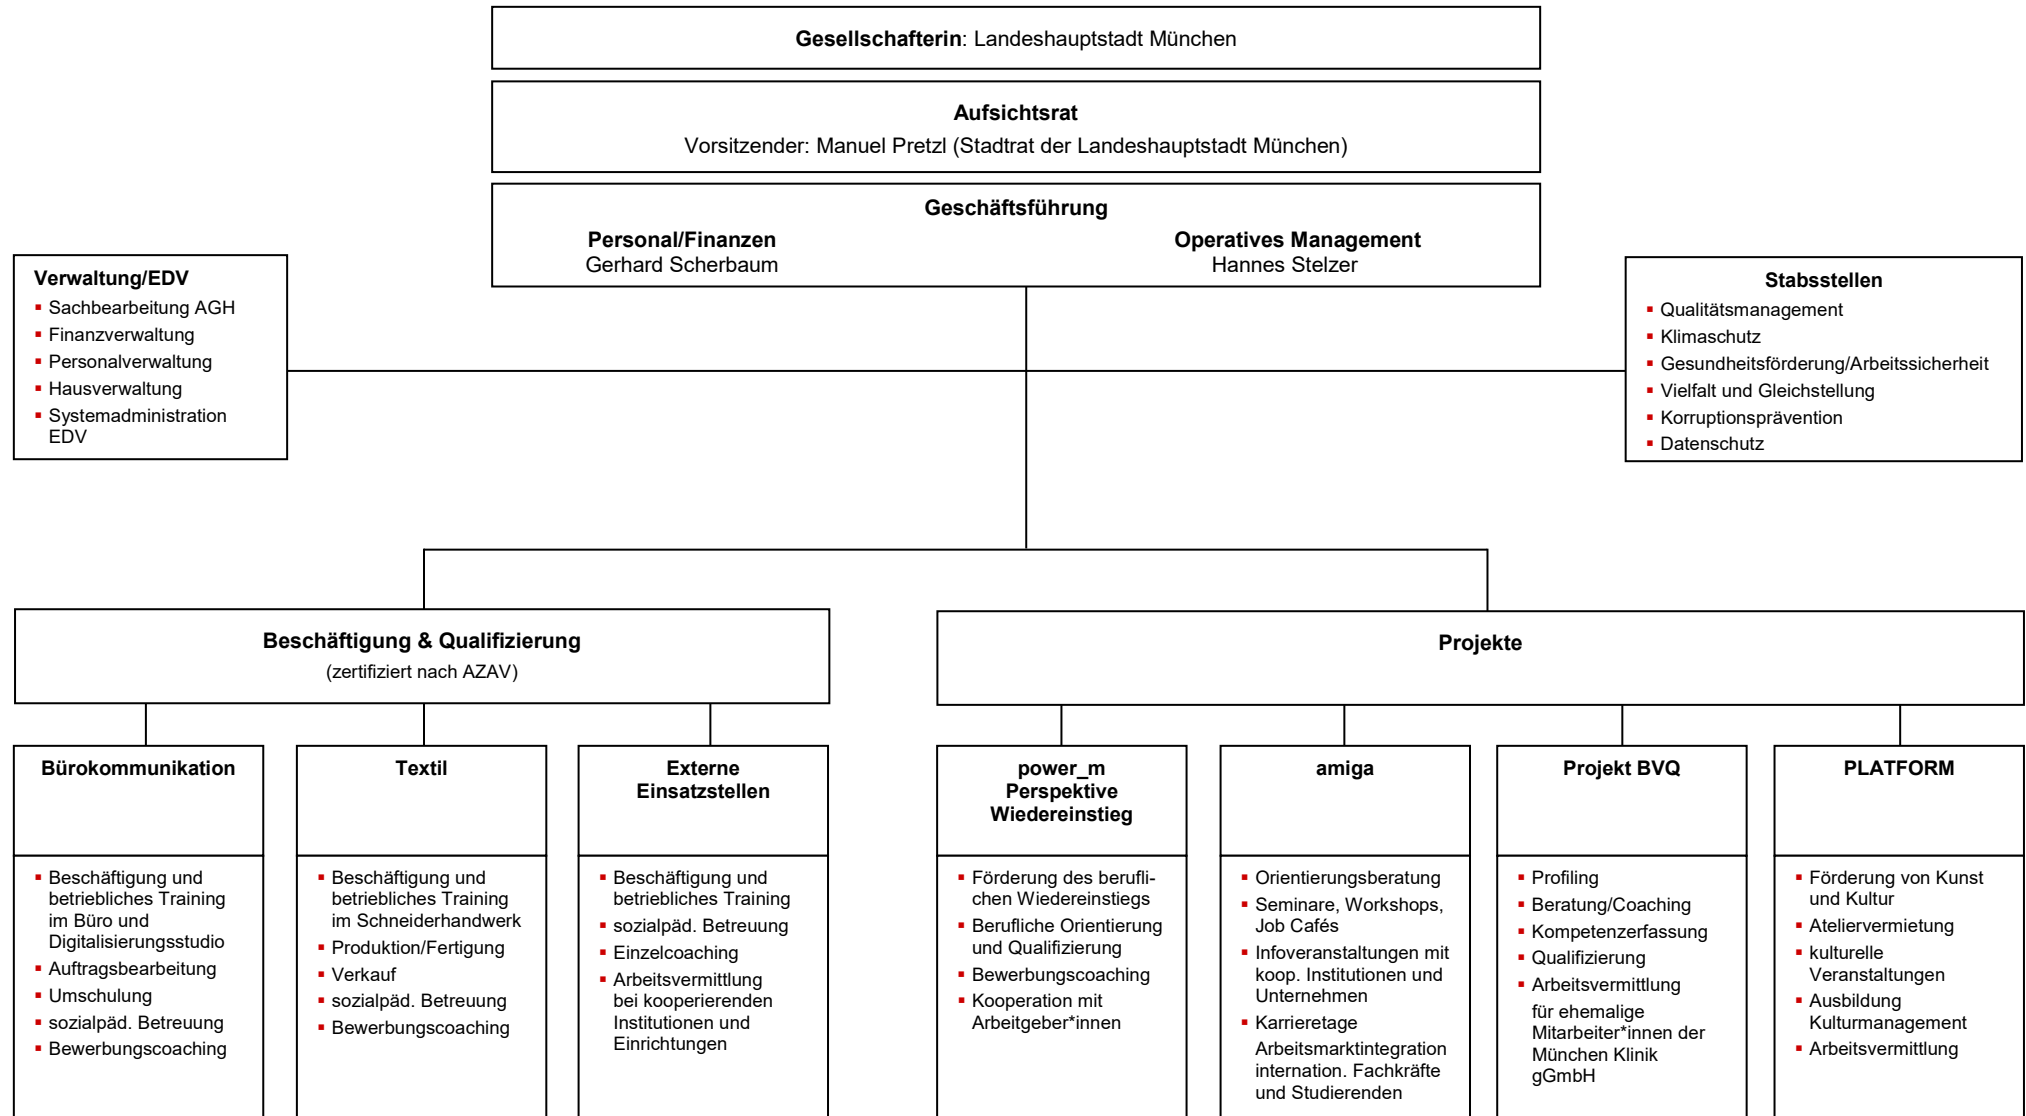 Gesellschafterin: Landeshauptstadt München
Aufsichtsrat
Vorsitzender: Manuel Pretzl (Stadtrat der Landeshauptstadt München)
Geschäftsführung
Personal/Finanzen
Gerhard Scherbaum
Operatives Management
Hannes Stelzer
Verwaltung/EDV
▪ Sachbearbeitung AGH
▪ Finanzverwaltung
▪ Personalverwaltung
▪ Hausverwaltung
▪ Systemadministration
EDV
Stabsstellen
▪ Qualitätsmanagement
▪ Klimaschutz
▪ Gesundheitsförderung/Arbeitssicherheit
▪ Vielfalt und Gleichstellung
▪ Korruptionsprävention
▪ Datenschutz
Beschäftigung & Qualifizierung
(zertifiziert nach AZAV)
Projekte
Bürokommunikation
▪ Beschäftigung und
betriebliches Training
im Büro und
Digitalisierungsstudio
▪ Auftragsbearbeitung
▪ Umschulung
▪ sozialpäd. Betreuung
▪ Bewerbungscoaching
Textil
▪ Beschäftigung und
betriebliches Training
im Schneiderhandwerk
▪ Produktion/Fertigung
▪ Verkauf
▪ sozialpäd. Betreuung
▪ Bewerbungscoaching
Externe
Einsatzstellen
▪ Beschäftigung und
betriebliches Training
▪ sozialpäd. Betreuung
▪ Einzelcoaching
▪ Arbeitsvermittlung
bei kooperierenden
Institutionen und
Einrichtungen
power_m
Perspektive
Wiedereinstieg
▪ Förderung des berufli-
chen Wiedereinstiegs
▪ Berufliche Orientierung
und Qualifizierung
▪ Bewerbungscoaching
▪ Kooperation mit
Arbeitgeber*innen
amiga
▪ Orientierungsberatung
▪ Seminare, Workshops,
Job Cafés
▪ Infoveranstaltungen mit
koop. Institutionen und
Unternehmen
▪ Karrieretage
Arbeitsmarktintegration
internation. Fachkräfte
und Studierenden
Projekt BVQ
▪ Profiling
▪ Beratung/Coaching
▪ Kompetenzerfassung
▪ Qualifizierung
▪ Arbeitsvermittlung
für ehemalige
Mitarbeiter*innen der
München Klinik
gGmbH
PLATFORM
▪ Förderung von Kunst
und Kultur
▪ Ateliervermietung
▪ kulturelle
Veranstaltungen
▪ Ausbildung
Kulturmanagement
▪ Arbeitsvermittlung